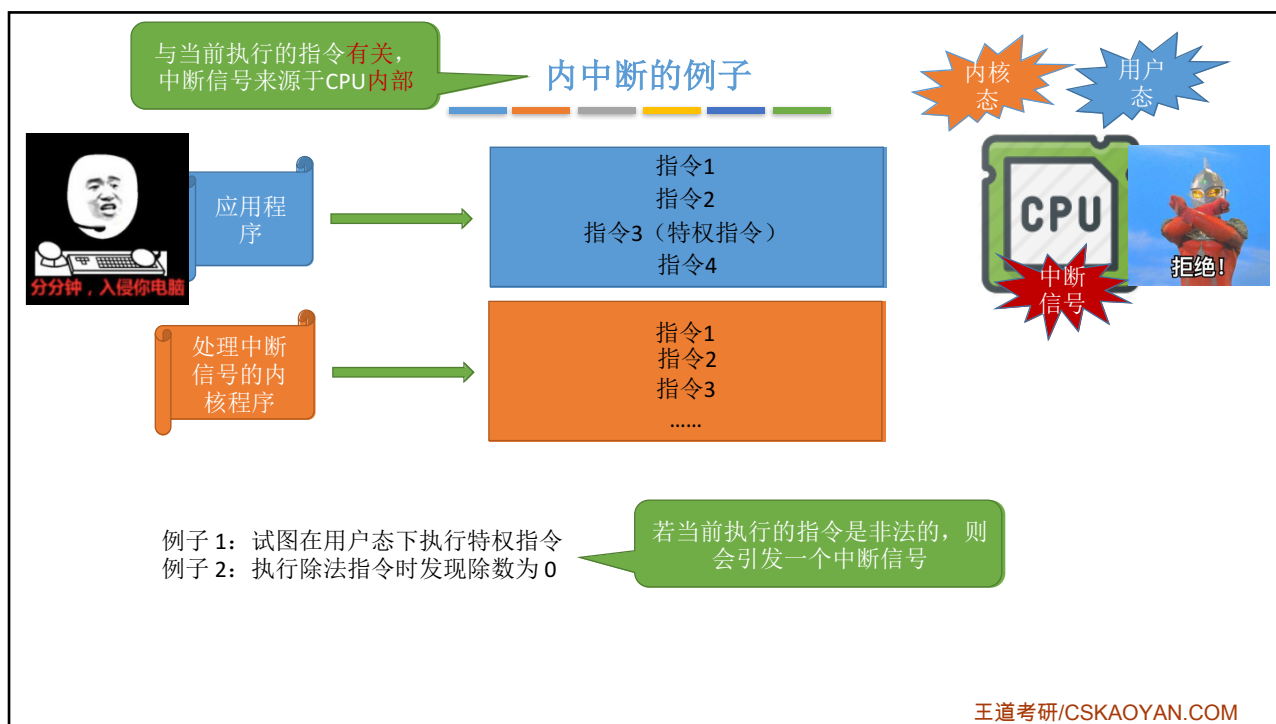 与当前执行的指令有关，
中断信号来源于CPU内部
内中断的例子
内核
态
用户
态
应用程
序
指令1
指令2
指令3（特权指令）
指令4
CPU
拒绝！
中断
信号
分分钟，入侵你电脑
处理中断
信号的内
核程序
指令1
指令2
指令3
……
例子 1：试图在用户态下执行特权指令
例子 2：执行除法指令时发现除数为 0
若当前执行的指令是非法的，则
会引发一个中断信号
王道考研/CSKAOYAN.COM